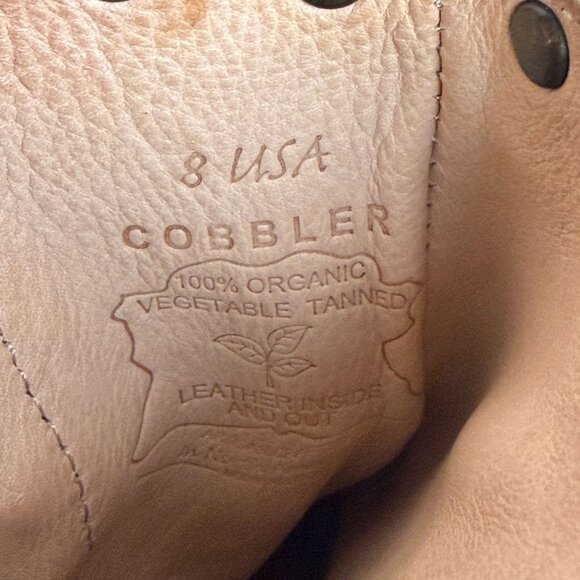 8 USA
COBBLER
100% ORGANIC
VEGETABLE TANNED
LEATHER INSIDE
AND OUT